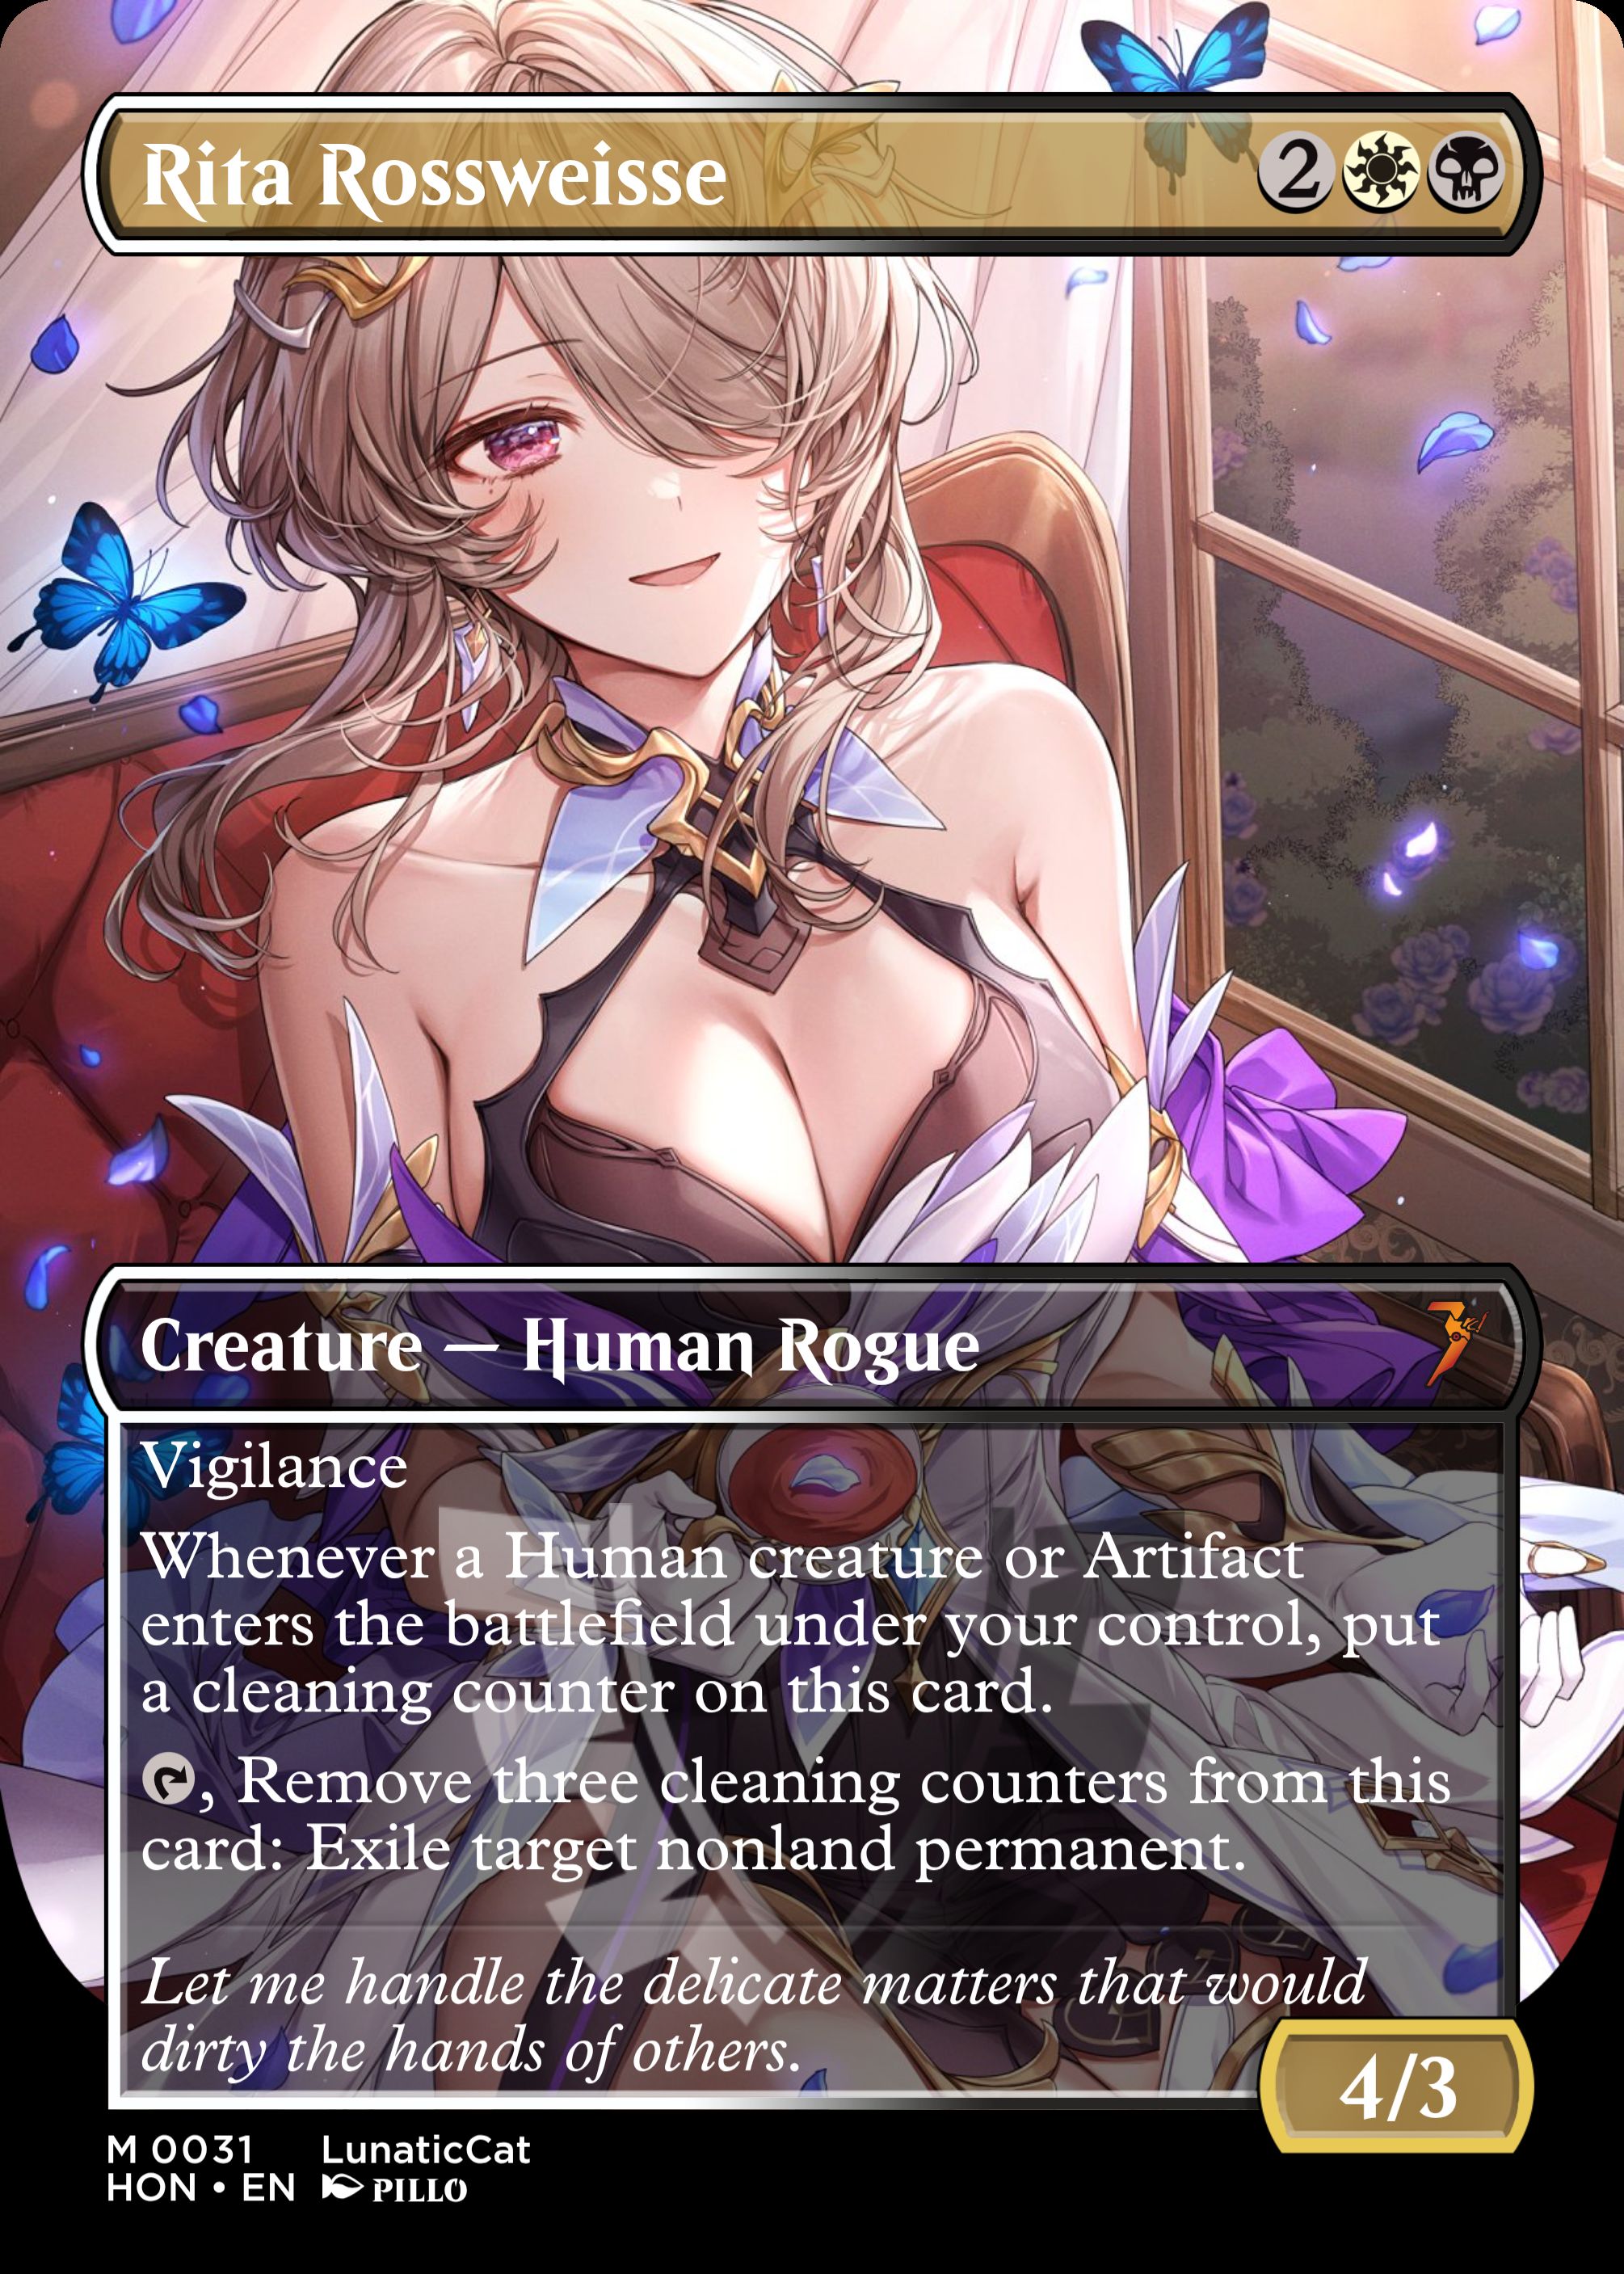 Rita Rossweisse 2
Creature — Human Rogue
Vigilance
Whenever a Human creature or Artifact
enters the battlefield under your control, put
a cleaning counter on this card.
, Remove three cleaning counters from this
card: Exile target nonland permanent.
Let me handle the delicate matters that would
dirty the hands of others.
4/3
M 0031 LunaticCat
HON • EN PILLO